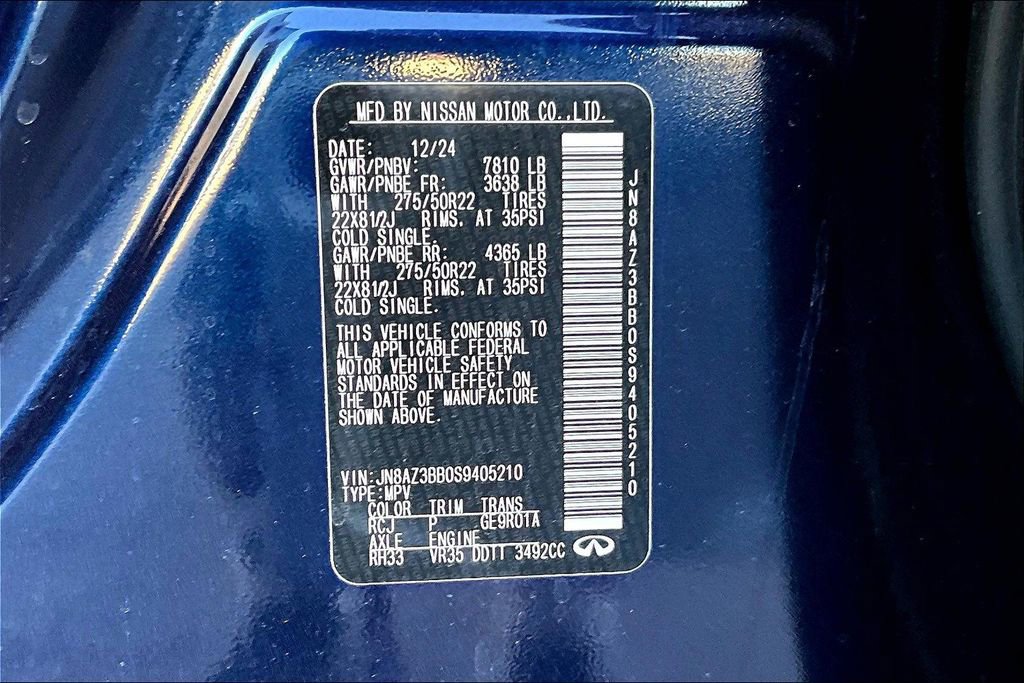 MFD BY NISSAN MOTOR CO.,LTD.
DATE: 12/24
GVWR/PNBV: 7810 LB
GAWR/PNBE FR: 3638 LB
WITH 275/50R22 TIRES
22X81/2J RIMS. AT 35PSI
COLD SINGLE.
GAWR/PNBE RR: 4365 LB
WITH 275/50R22 TIRES
22X81/2J RIMS. AT 35PSI
COLD SINGLE.
THIS VEHICLE CONFORMS TO
ALL APPLICABLE FEDERAL
MOTOR VEHICLE SAFETY
STANDARDS IN EFFECT ON
THE DATE OF MANUFACTURE
SHOWN ABOVE.
VIN:JN8AZ3BB0S9405210
TYPE:MPV
COLOR TRIM TRANS
RCJ P GE9R01A
AXLE ENGINE
RH33 VR35 DDTT 3492CC
JN8AZ3BB0S9405210